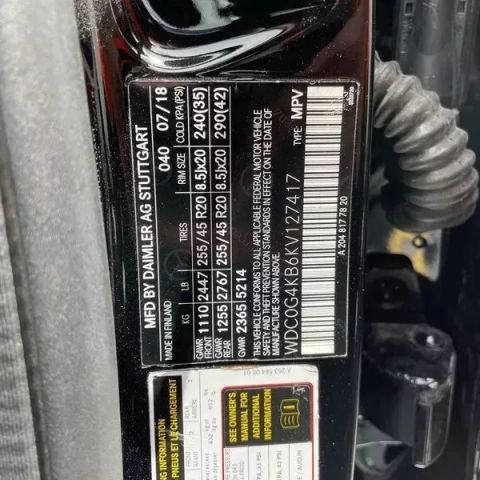 MFD BY DAIMLER AG STUTTGART
MADE IN FINLAND 040 07/18
KG LB TIRES RIM SIZE COLD KPA(PSI)
GAWR FRONT 1110 2447 255/45 R20 8.5Jx20 240(35)
GAWR REAR 1255 2767 255/45 R20 8.5Jx20 290(42)
GVWR 2365 5214
THIS VEHICLE CONFORMS TO ALL APPLICABLE FEDERAL MOTOR VEHICLE
SAFETY, THEFT PREVENTION STANDARDS IN EFFECT ON THE DATE OF
MANUFACTURE SHOWN ABOVE. TYPE: MPV
WDC0G4KB6KV127417
A 204 817 78 20
SEE OWNER'S
MANUAL FOR
ADDITIONAL
INFORMATION
PNEUS ET LE CHARGEMENT